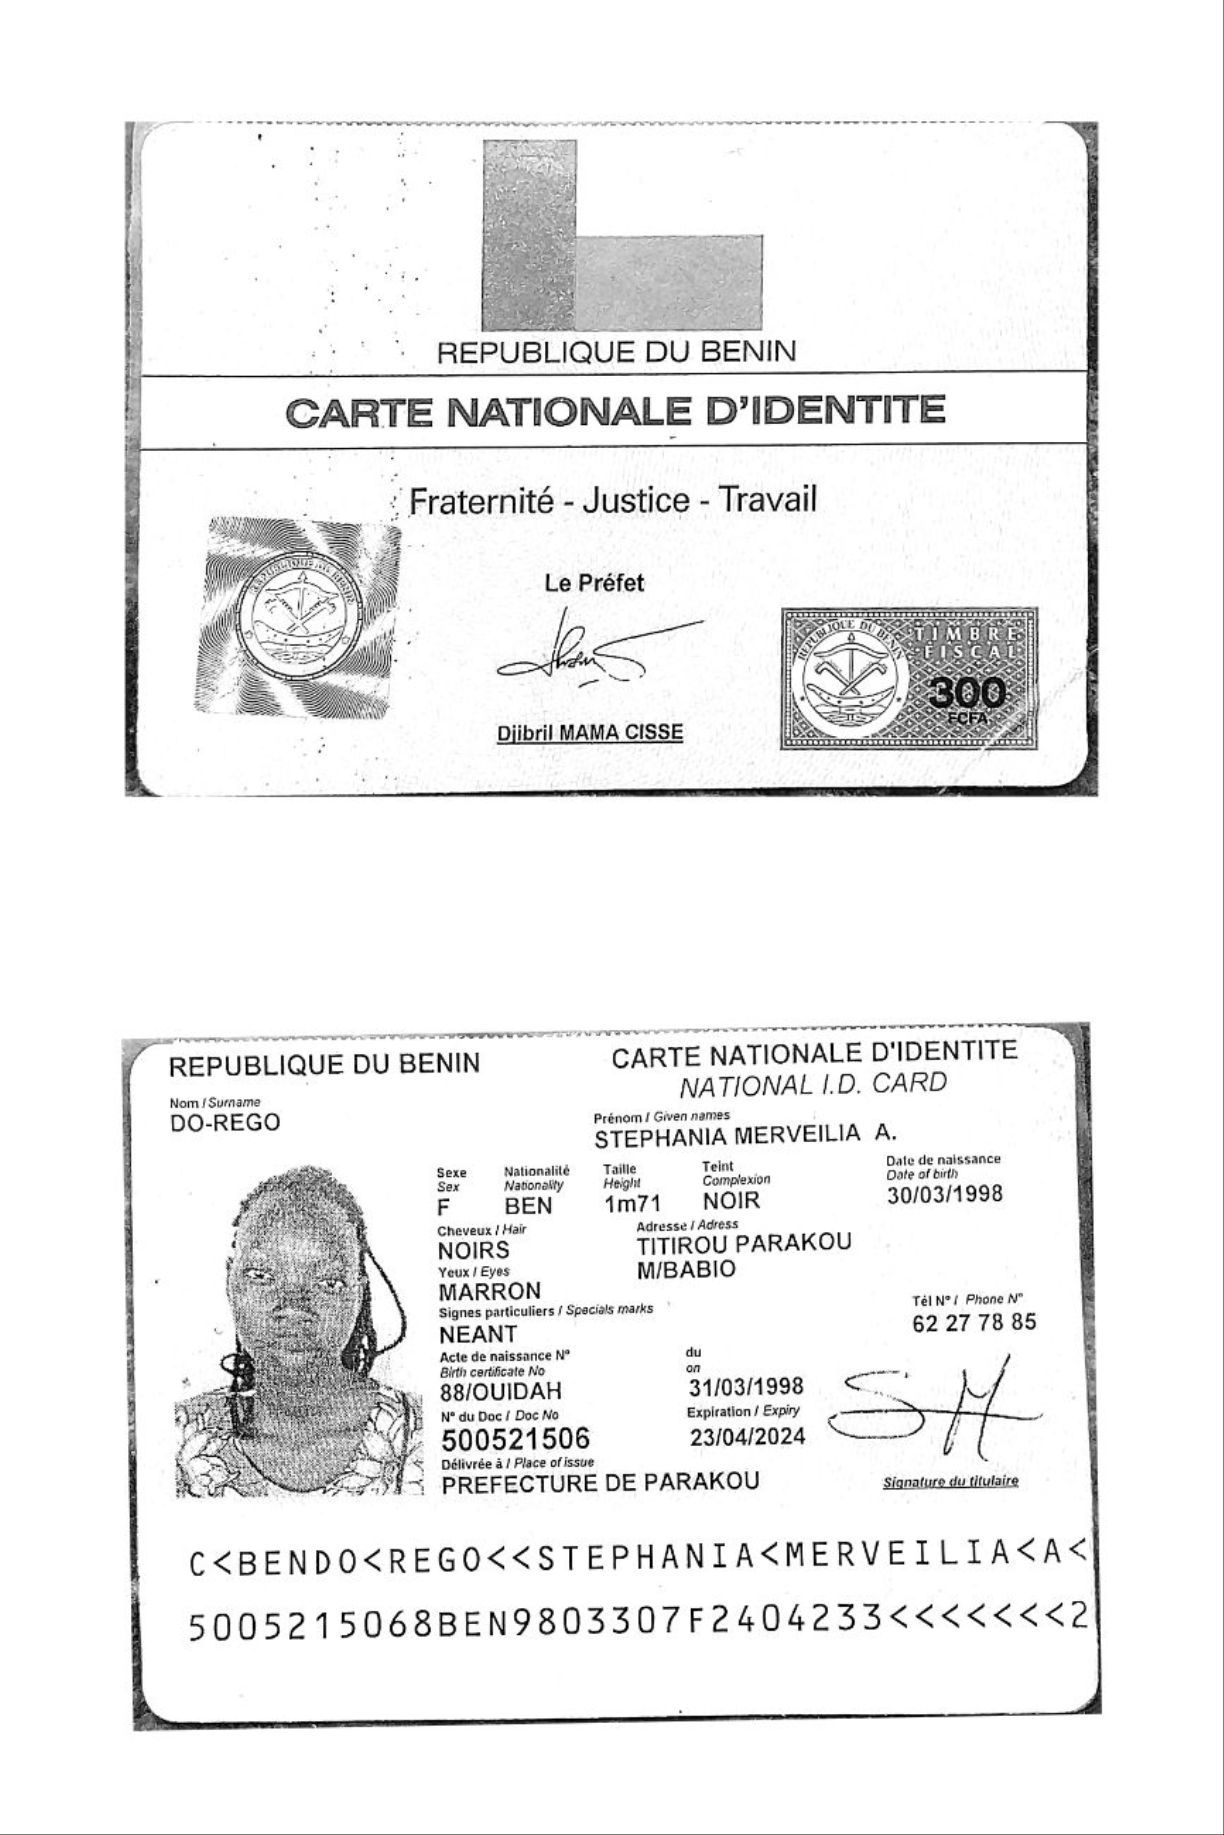 REPUBLIQUE DU BENIN
CARTE NATIONALE D'IDENTITE
Fraternité - Justice - Travail
REPUBLIQUE DU BENIN
Le Préfet
REPUBLIQUE DU BENIN
TIMBRE
FISCAL
300
FCFA
Djibril MAMA CISSE
REPUBLIQUE DU BENIN
CARTE NATIONALE D'IDENTITE
NATIONAL I.D. CARD
Nom / Surname
DO-REGO
Prénom / Given names
STEPHANIA MERVEILIA A.
Sexe Nationalité Taille Teint Date de naissance
Sex Nationality Height Complexion Date of birth
F BEN 1m71 NOIR 30/03/1998
Cheveux / Hair Adresse / Adress
NOIRS TITIROU PARAKOU
Yeux / Eyes M/BABIO
MARRON
Signes particuliers / Specials marks Tél N° / Phone N°
NEANT 62 27 78 85
Acte de naissance N° du
Birth certificate No on
88/OUIDAH 31/03/1998
N° du Doc / Doc No Expiration / Expiry
500521506 23/04/2024
Délivrée à / Place of issue
PREFECTURE DE PARAKOU
SM
Signature du titulaire
C<BENDO<REGO<<STEPHANIA<MERVEILIA<A<
5005215068BEN9803307F2404233<<<<<<<2